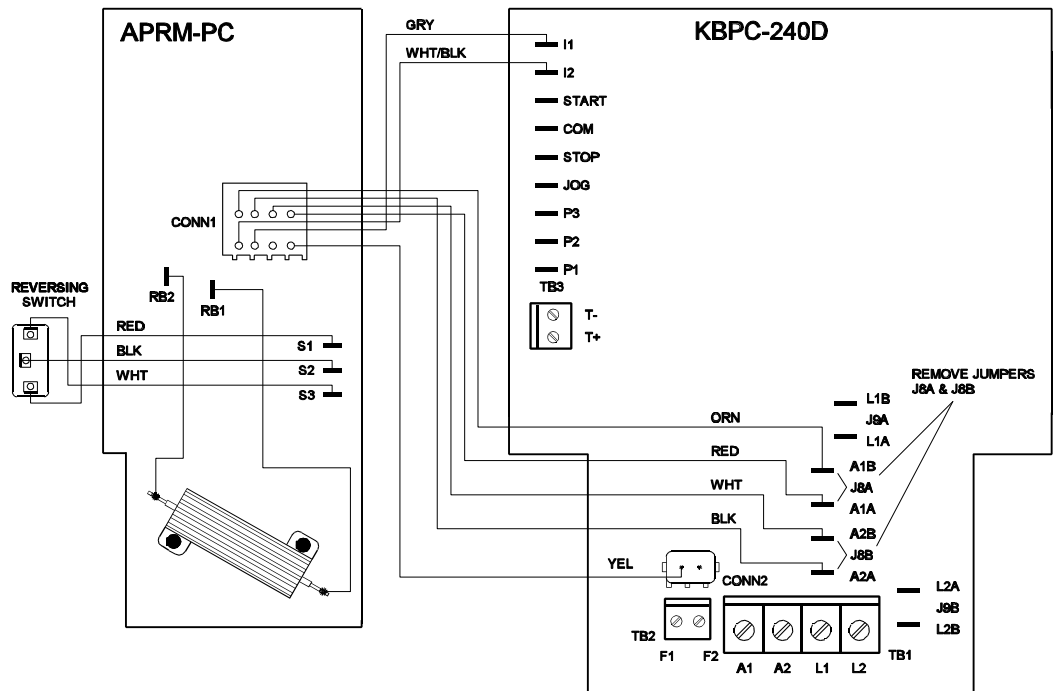 APRM-PC
KBPC-240D
GRY
I1
WHT/BLK
I2
START
COM
STOP
JOG
P3
P2
P1
TB3
T-
T+
CONN1
RB2
RB1
REVERSING
SWITCH
RED
S1
BLK
S2
WHT
S3
REMOVE JUMPERS
J8A & J8B
L1B
J9A
L1A
ORN
A1B
RED
J8A
A1A
WHT
A2B
BLK
J8B
A2A
YEL
CONN2
L2A
J9B
L2B
TB2
F1
F2
A1
A2
L1
L2
TB1